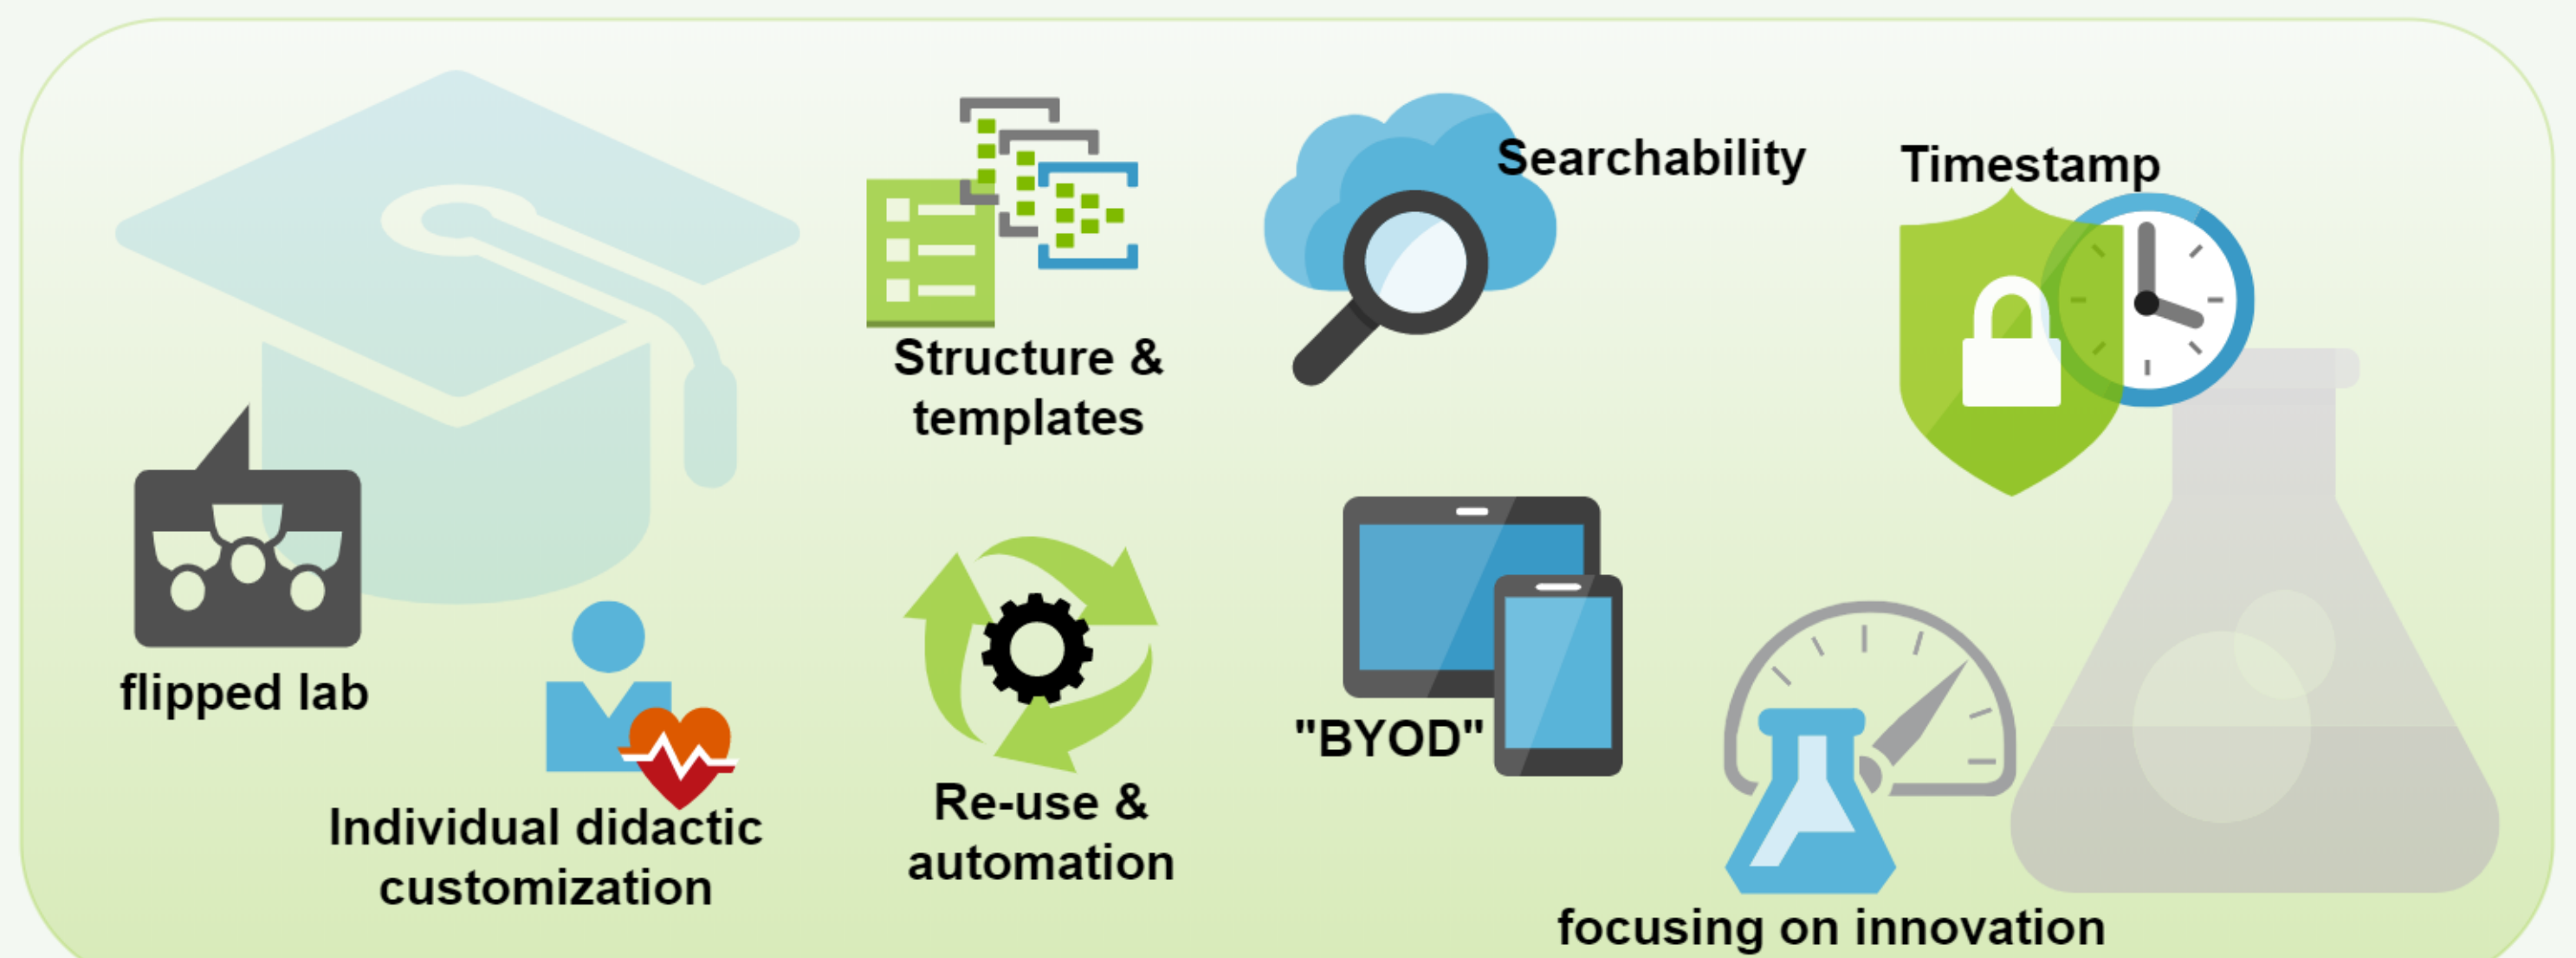 Searchability
Timestamp
Structure &
templates
flipped lab
"BYOD"
Individual didactic
customization
Re-use &
automation
focusing on innovation